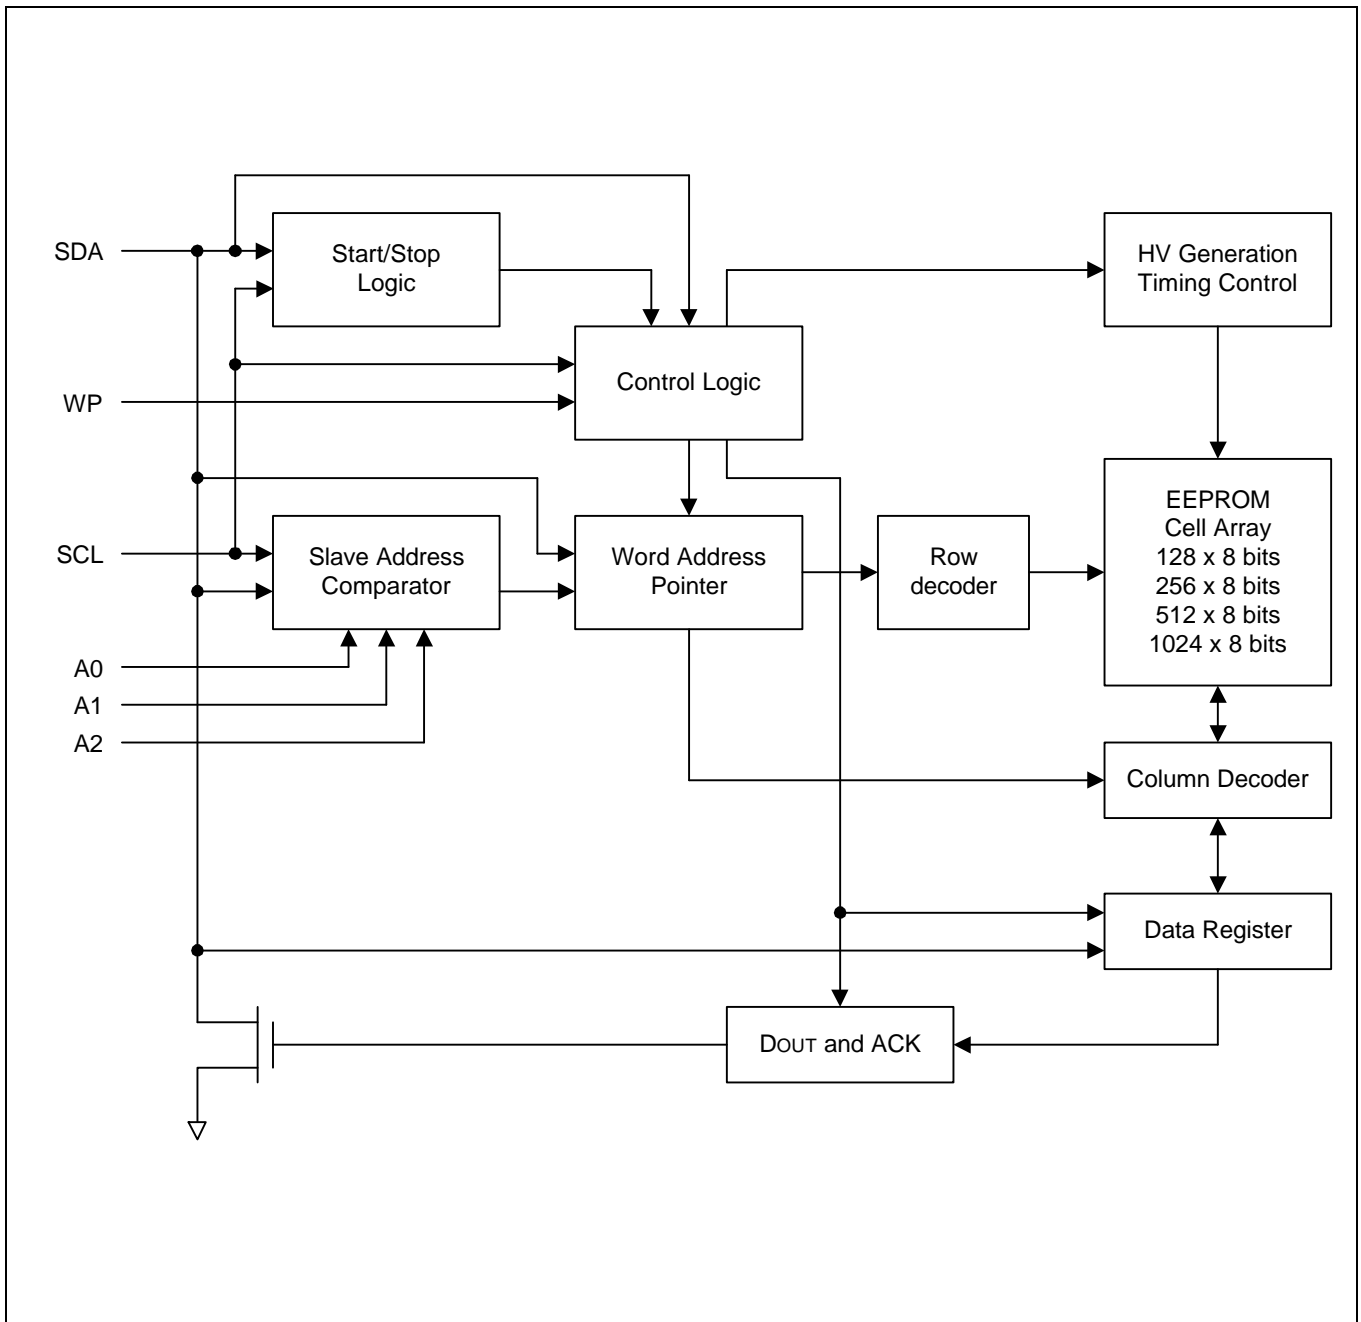 SDA
Start/Stop
Logic
HV Generation
Timing Control
Control Logic
WP
EEPROM
Cell Array
128 x 8 bits
256 x 8 bits
512 x 8 bits
1024 x 8 bits
SCL
Slave Address
Comparator
Word Address
Pointer
Row
decoder
A0
A1
A2
Column Decoder
Data Register
DOUT and ACK